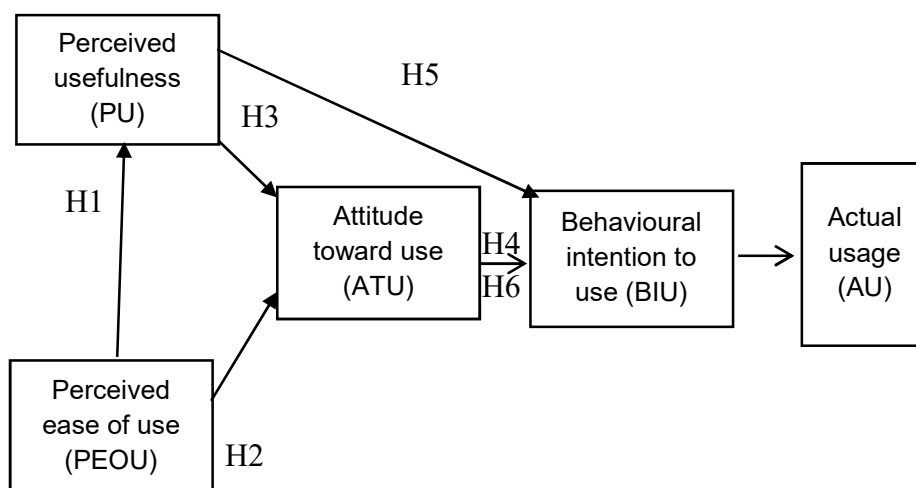 Perceived
usefulness
(PU)
H5
H3
H1
Attitude
toward use
(ATU)
H4
H6
Behavioural
intention to
use (BIU)
Actual
usage
(AU)
Perceived
ease of use
(PEOU)
H2